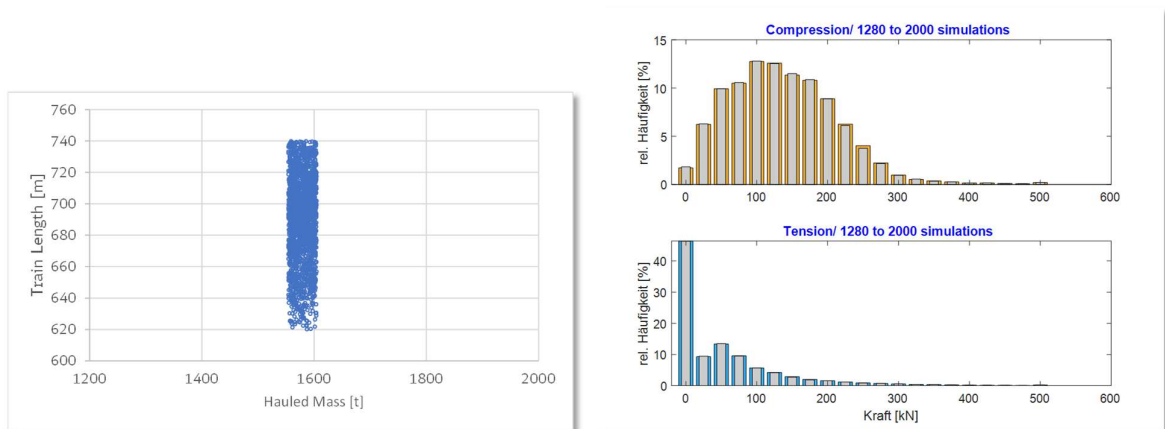 760
740
720
700
680
660
640
620
600
Train Length [m]
1200 1400 1600 1800 2000
Hauled Mass [t]
Compression/ 1280 to 2000 simulations
15
10
5
0
rel. Häufigkeit [%]
0 100 200 300 400 500 600
Tension/ 1280 to 2000 simulations
40
30
20
10
0
rel. Häufigkeit [%]
0 100 200 300 400 500 600
Kraft [kN]